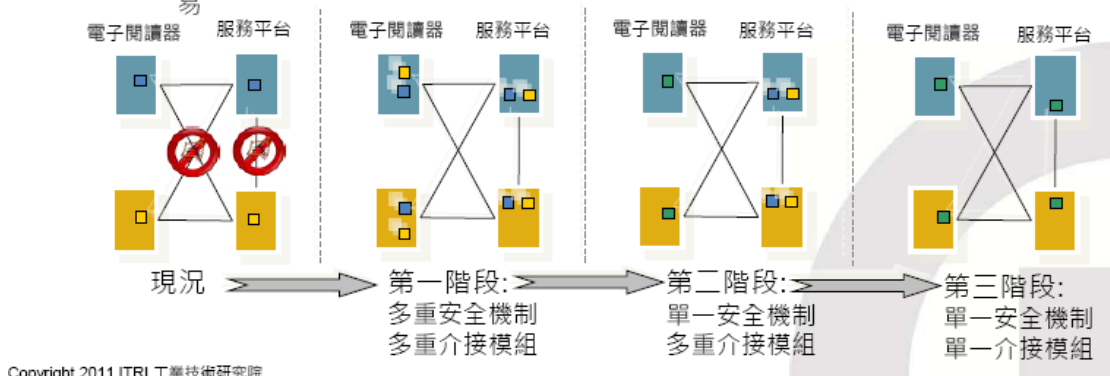 易
電子閱讀器 服務平台 電子閱讀器 服務平台 電子閱讀器 服務平台 電子閱讀器 服務平台
現況
第一階段:
多重安全機制
多重介接模組
第二階段:
單一安全機制
多重介接模組
第三階段:
單一安全機制
單一介接模組
Copyright 2011 ITRI 工業技術研究院